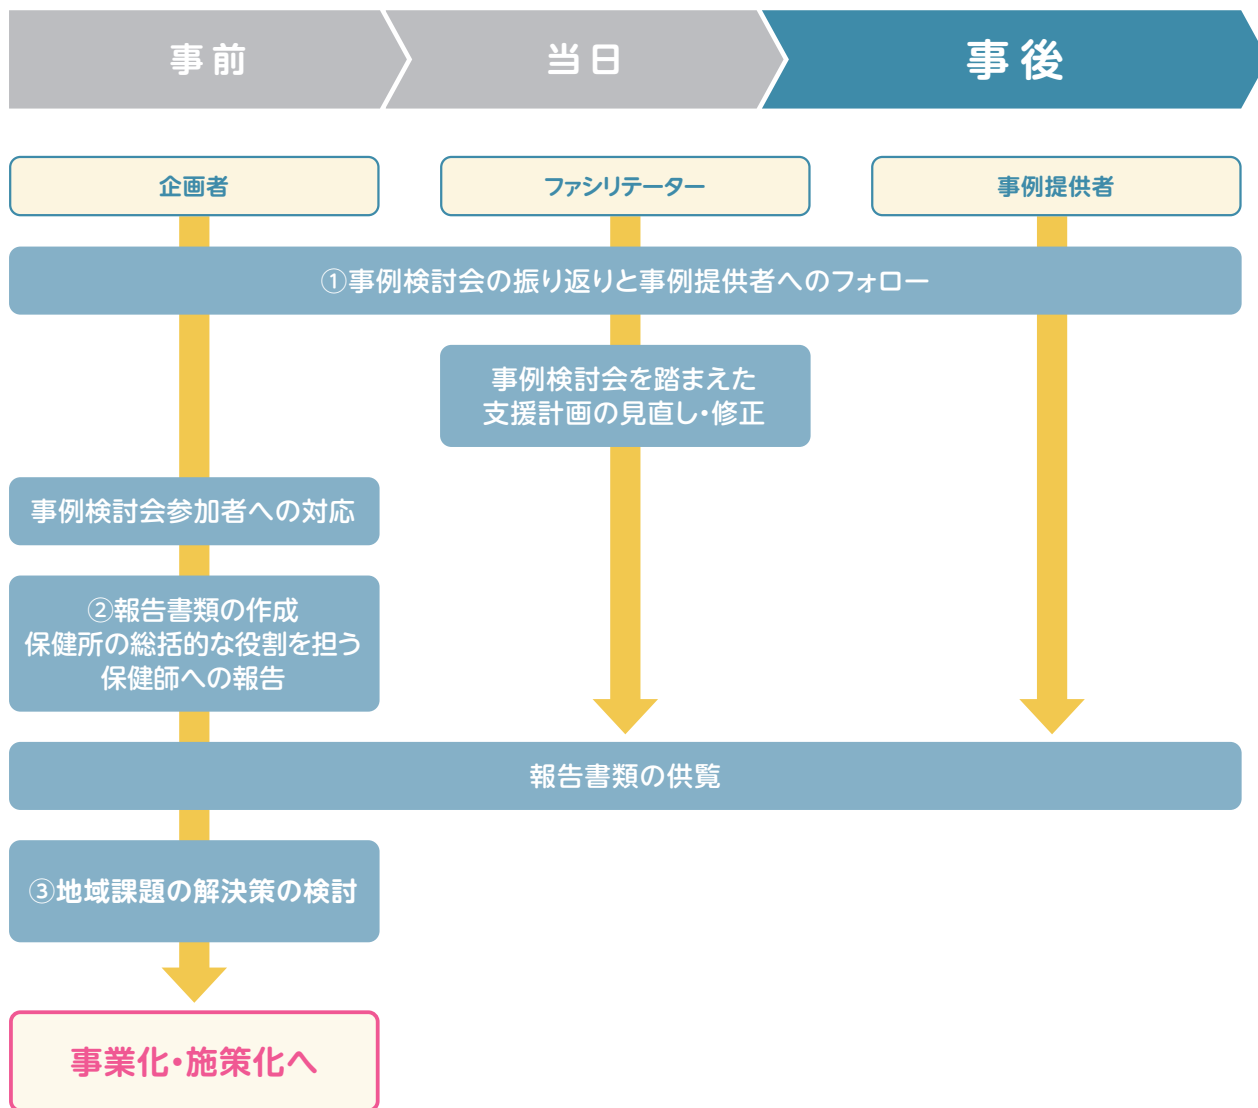 事前
当日
事後
企画者
ファシリテーター
事例提供者
①事例検討会の振り返りと事例提供者へのフォロー
事例検討会を踏まえた
支援計画の見直し・修正
事例検討会参加者への対応
②報告書類の作成
保健所の総括的な役割を担う
保健師への報告
報告書類の供覧
③地域課題の解決策の検討
事業化・施策化へ